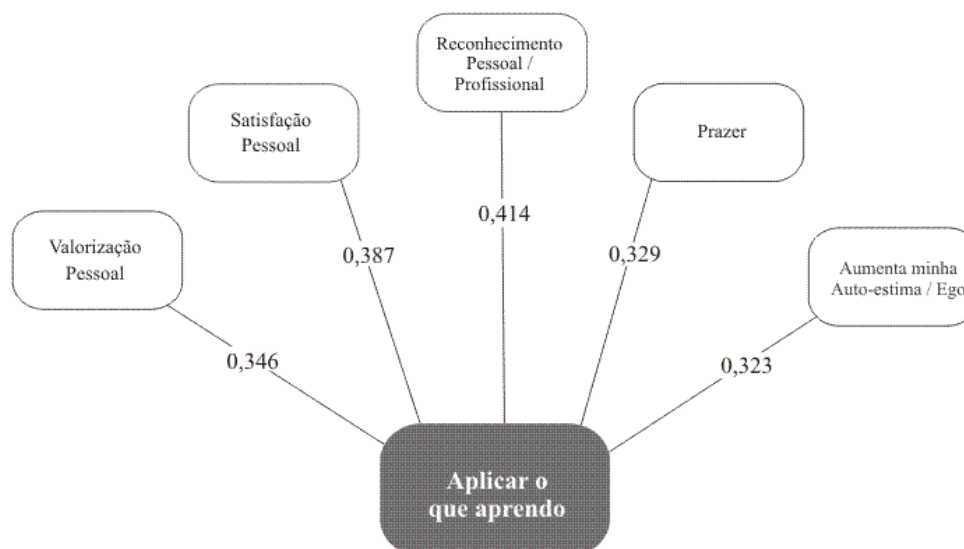 Reconhecimento
Pessoal /
Profissional
Satisfação
Pessoal
Prazer
Valorização
Pessoal
Aumenta minha
Auto-estima / Ego
0,414
0,387
0,329
0,346
0,323
Aplicar o
que aprendo